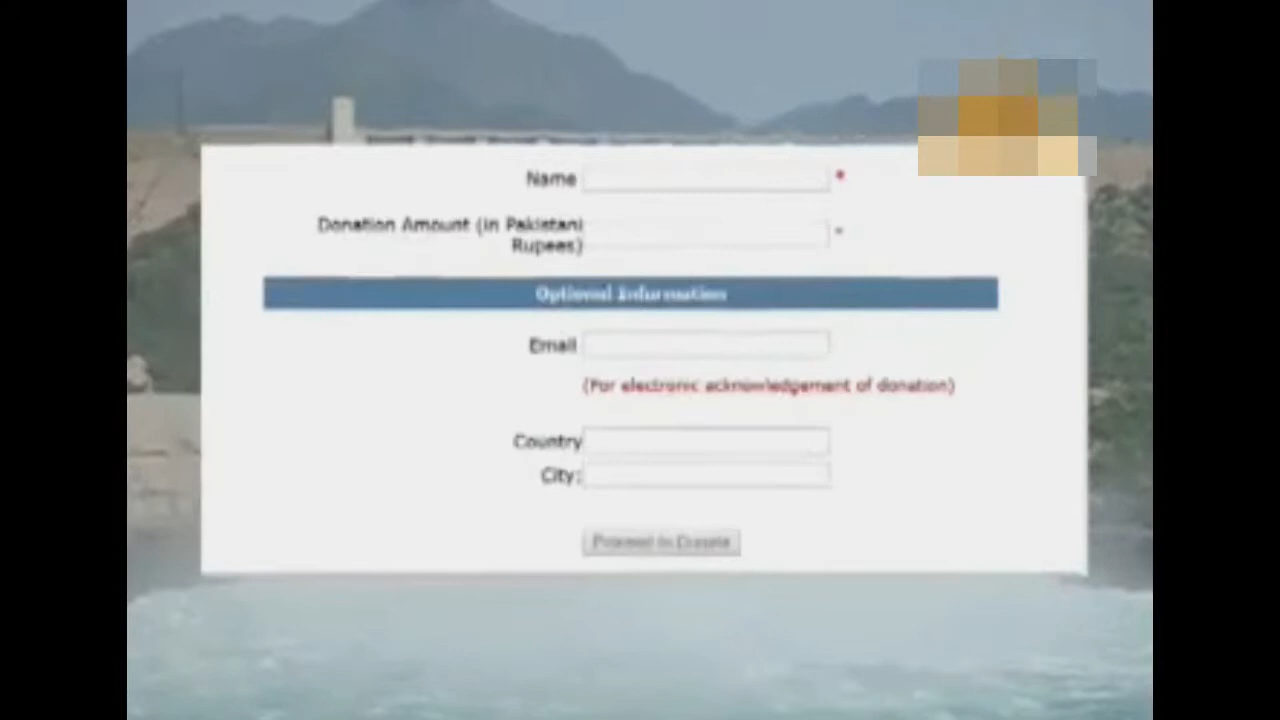 Name *
Donation Amount (in Pakistani
Rupees) *
Optional Information
Email
(For electronic acknowledgement of donation)
Country
City:
Proceed to Donate